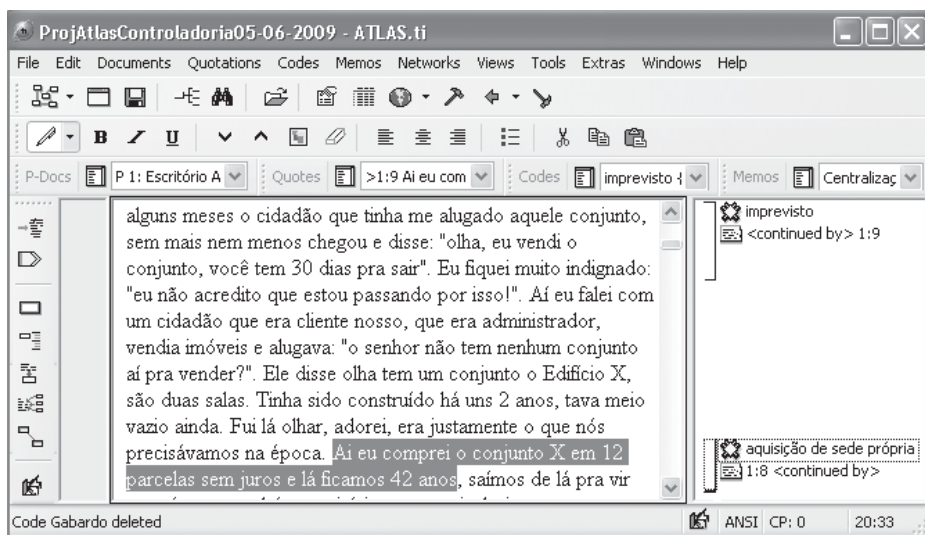 ProjAtlasControladoria05-06-2009 - ATLAS.ti
File Edit Documents Quotations Codes Memos Networks Views Tools Extras Windows Help
B I U
P-Docs P 1: Escritório A Quotes >1:9 Ai eu com Codes imprevisto { Memos Centralizaç
alguns meses o cidadão que tinha me alugado aquele conjunto,
sem mais nem menos chegou e disse: "olha, eu vendi o
conjunto, você tem 30 dias pra sair". Eu fiquei muito indignado:
"eu não acredito que estou passando por isso!". Aí eu falei com
um cidadão que era cliente nosso, que era administrador,
vendia imóveis e alugava: "o senhor não tem nenhum conjunto
aí pra vender?". Ele disse olha tem um conjunto o Edifício X,
são duas salas. Tinha sido construído há uns 2 anos, tava meio
vazio ainda. Fui lá olhar, adorei, era justamente o que nós
precisávamos na época. Ai eu comprei o conjunto X em 12
parcelas sem juros e lá ficamos 42 anos, saímos de lá pra vir
imprevisto
<continued by> 1:9
aquisição de sede própria
1:8 <continued by>
Code Gabardo deleted ANSI CP: 0 20:33